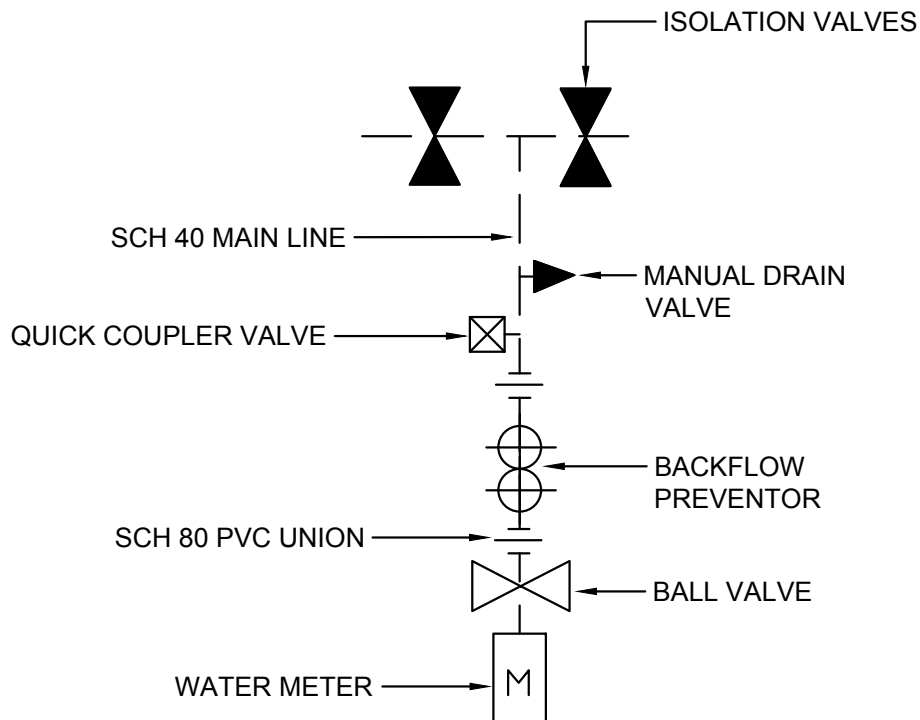 ISOLATION VALVES
SCH 40 MAIN LINE
MANUAL DRAIN
VALVE
QUICK COUPLER VALVE
BACKFLOW
PREVENTOR
SCH 80 PVC UNION
BALL VALVE
WATER METER
M